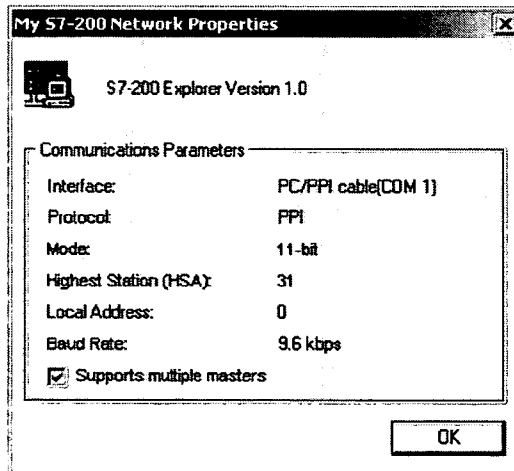 My S7-200 Network Properties
S7-200 Explorer Version 1.0
Communications Parameters
Interface: PC/PPI cable(COM 1)
Protocol: PPI
Mode: 11-bit
Highest Station (HSA): 31
Local Address: 0
Baud Rate: 9.6 kbps
Supports multiple masters
OK